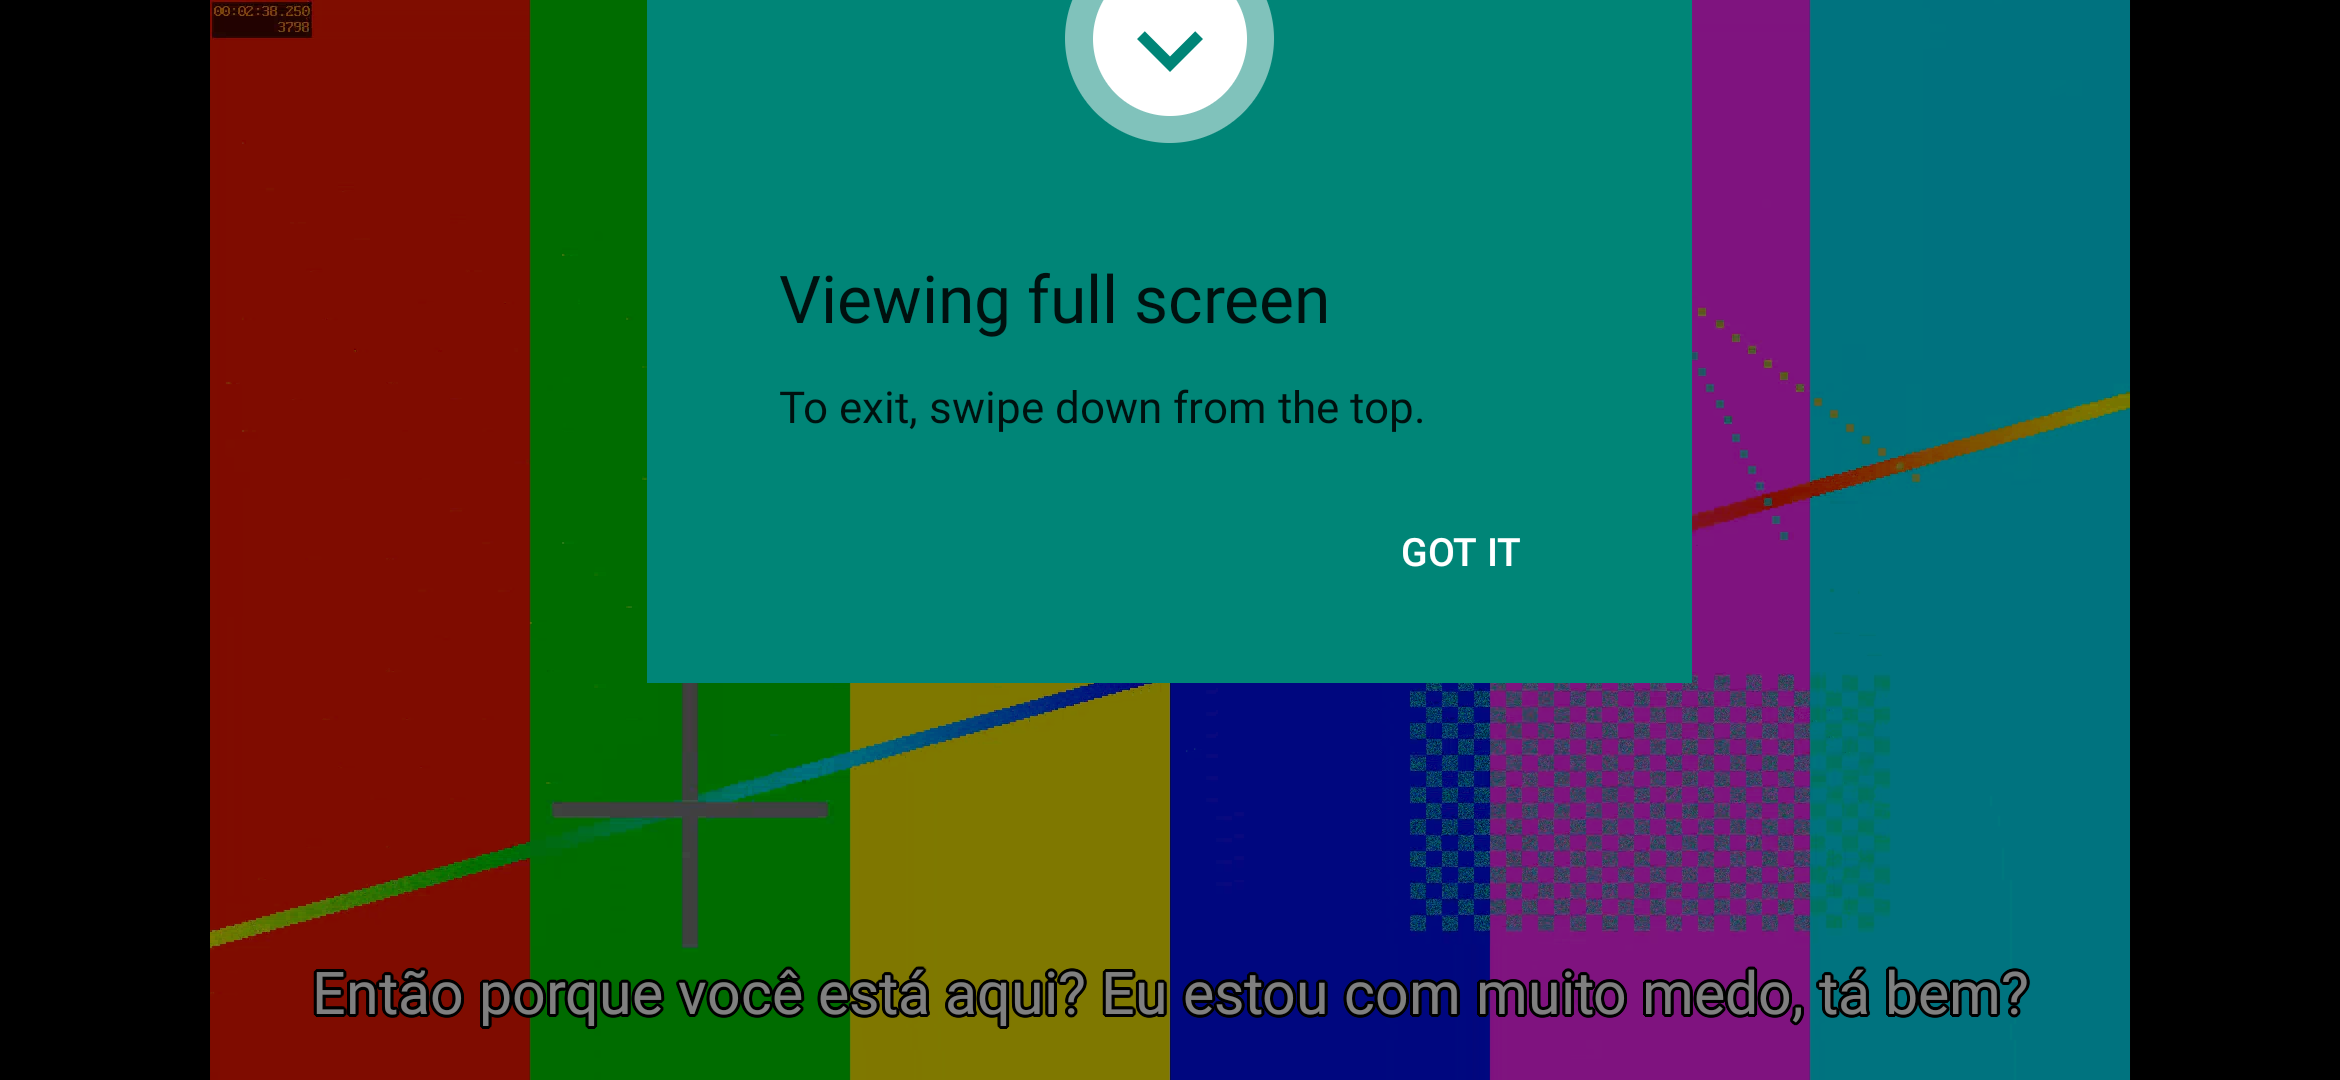 00:02:38.250
3798
Viewing full screen
To exit, swipe down from the top.
GOT IT
Então porque você está aqui? Eu estou com muito medo, tá bem?